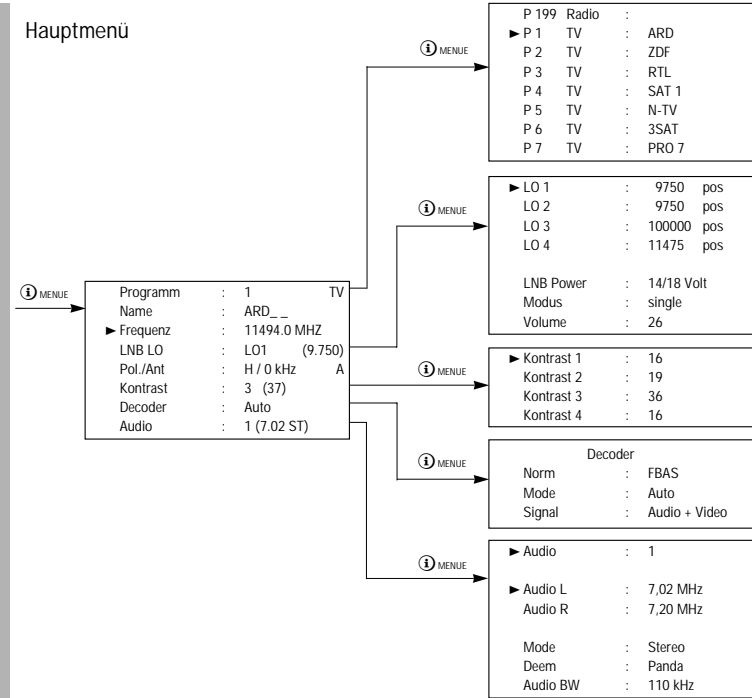 Hauptmenü
i MENUE
P 199 Radio :
►P 1 TV : ARD
P 2 TV : ZDF
P 3 TV : RTL
P 4 TV : SAT 1
P 5 TV : N-TV
P 6 TV : 3SAT
P 7 TV : PRO 7
i MENUE
►LO 1 : 9750 pos
LO 2 : 9750 pos
LO 3 : 100000 pos
LO 4 : 11475 pos
LNB Power : 14/18 Volt
Modus : single
Volume : 26
i MENUE
Programm : 1 TV
Name : ARD_ _
►Frequenz : 11494.0 MHZ
LNB LO : LO1 (9.750)
Pol./Ant : H / 0 kHz A
Kontrast : 3 (37)
Decoder : Auto
Audio : 1 (7.02 ST)
i MENUE
►Kontrast 1 : 16
Kontrast 2 : 19
Kontrast 3 : 36
Kontrast 4 : 16
i MENUE
Decoder
Norm : FBAS
Mode : Auto
Signal : Audio + Video
i MENUE
►Audio : 1
►Audio L : 7,02 MHz
Audio R : 7,20 MHz
Mode : Stereo
Deem : Panda
Audio BW : 110 kHz